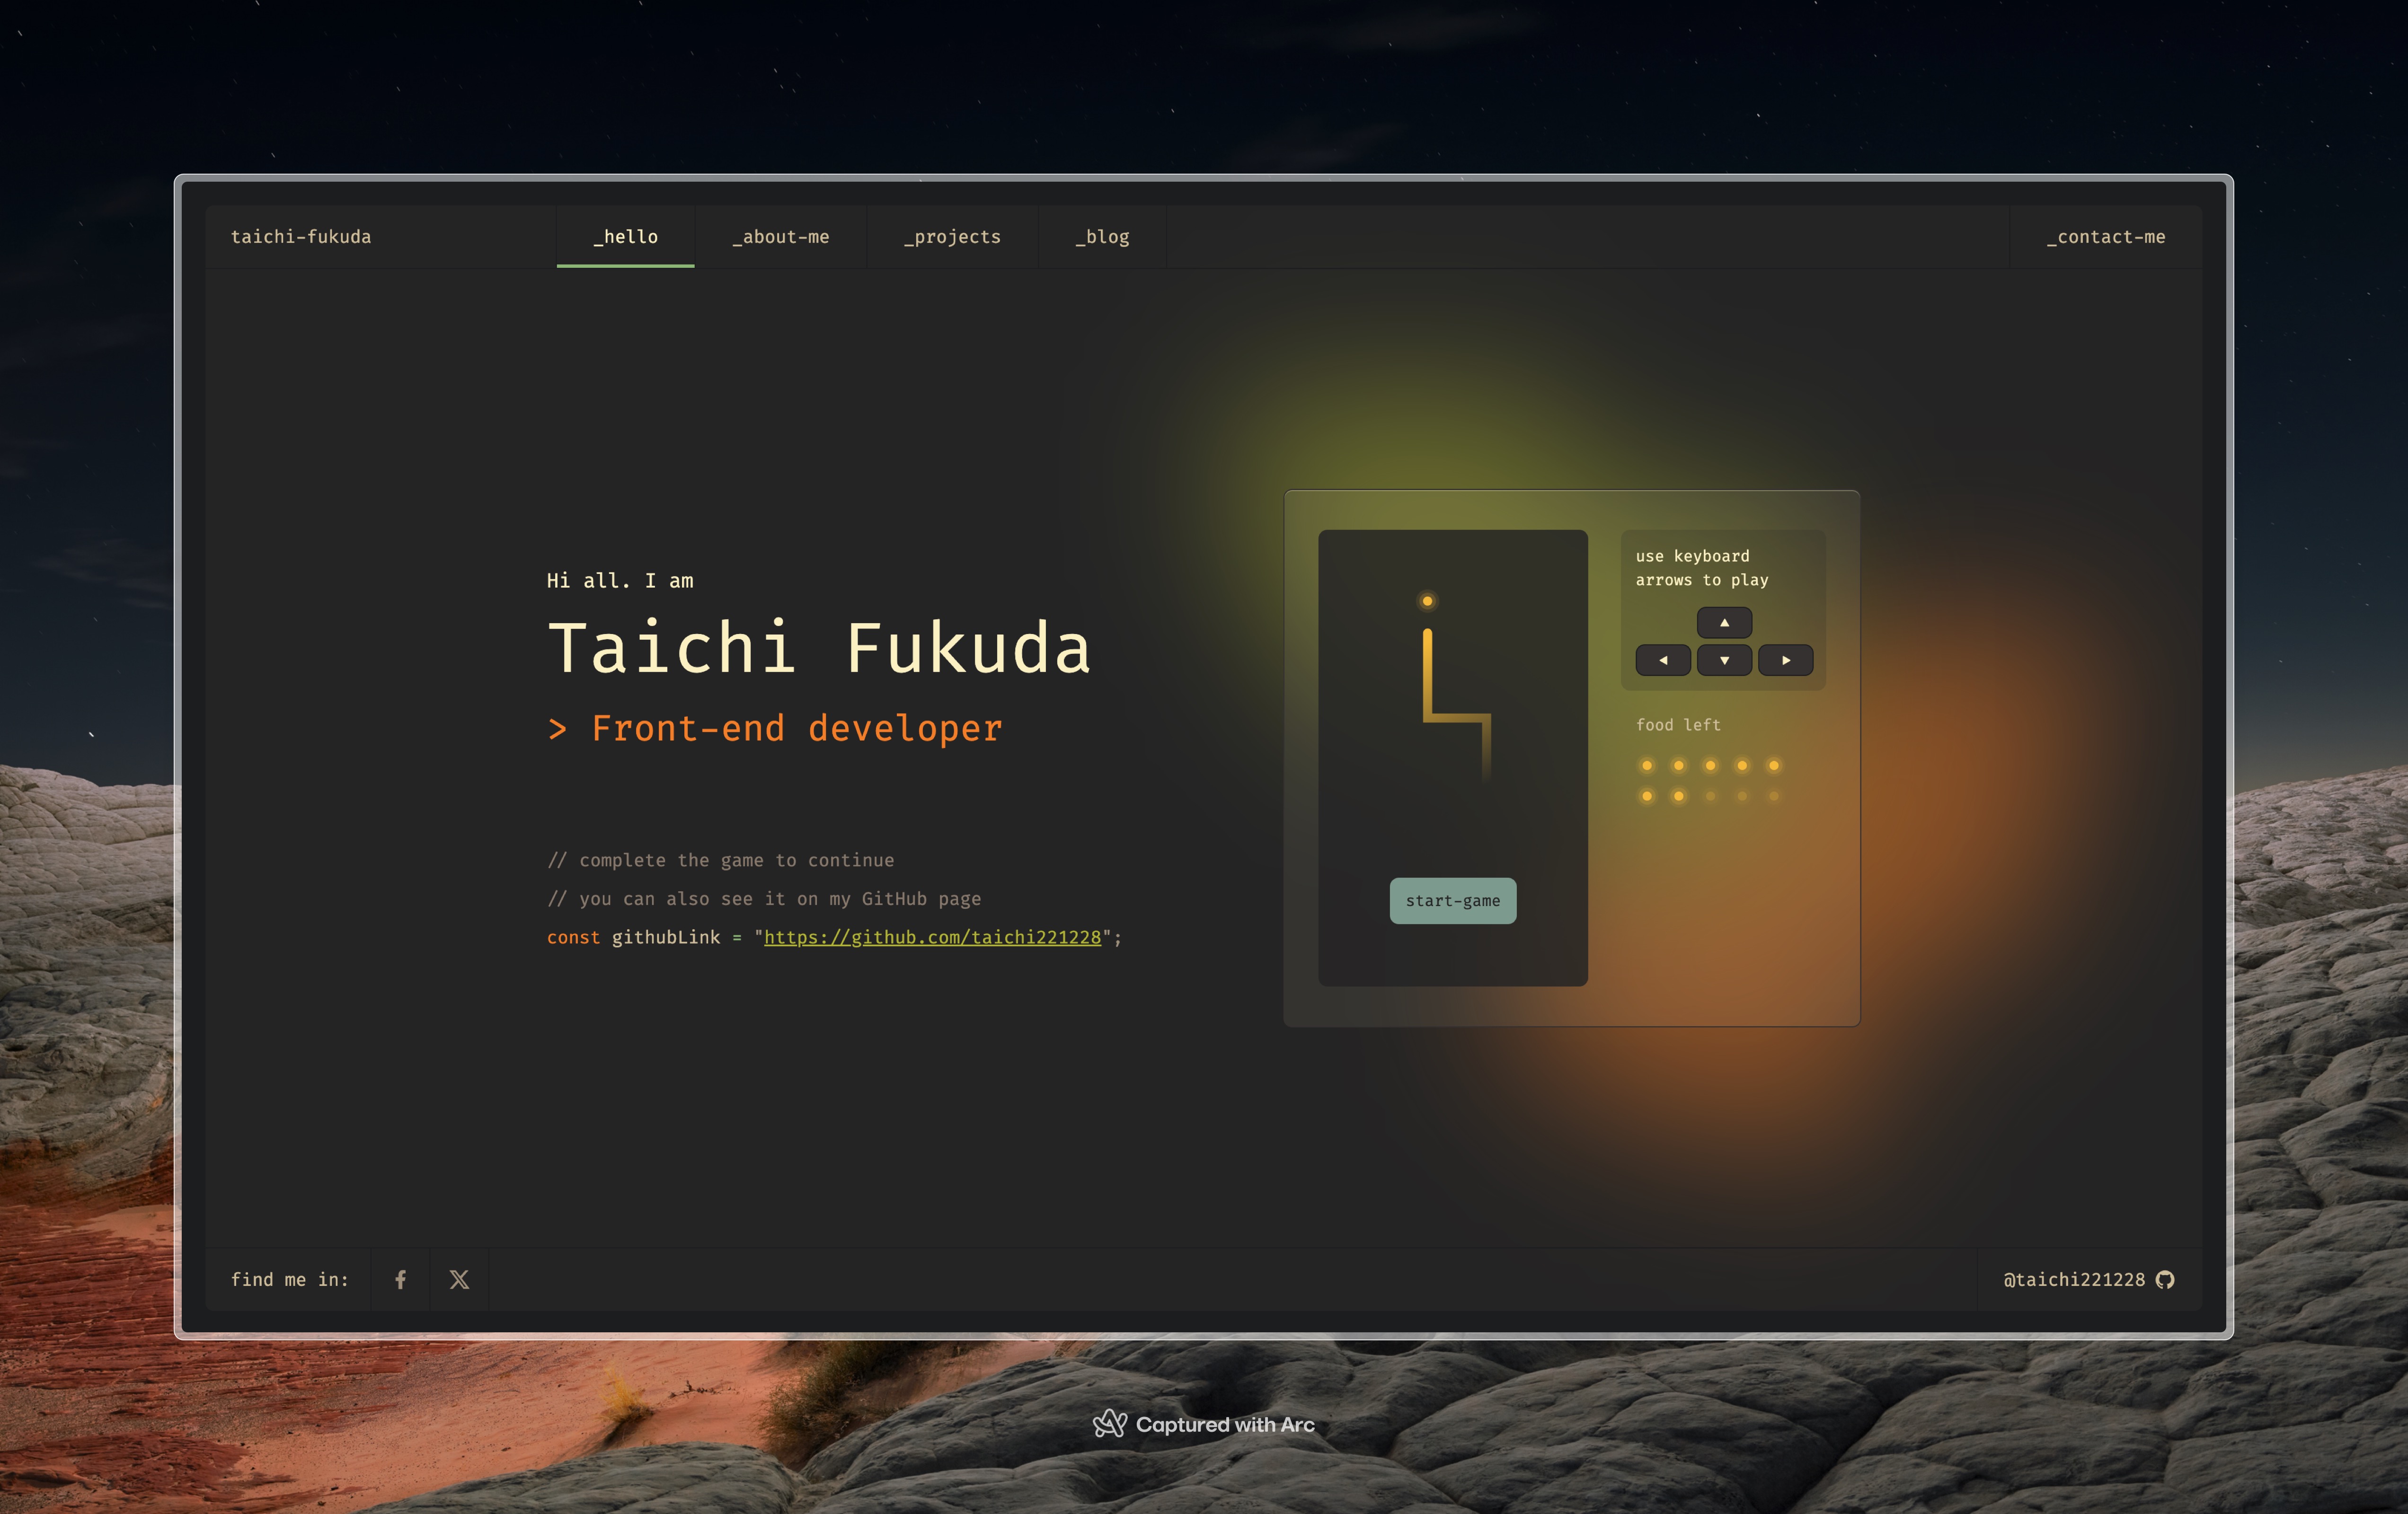 taichi-fukuda
_hello
_about-me
_projects
_blog
_contact-me
Hi all. I am
Taichi Fukuda
> Front-end developer
// complete the game to continue
// you can also see it on my GitHub page
const githubLink = "https://github.com/taichi221228";
use keyboard
arrows to play
food left
start-game
find me in:
@taichi221228
Captured with Arc